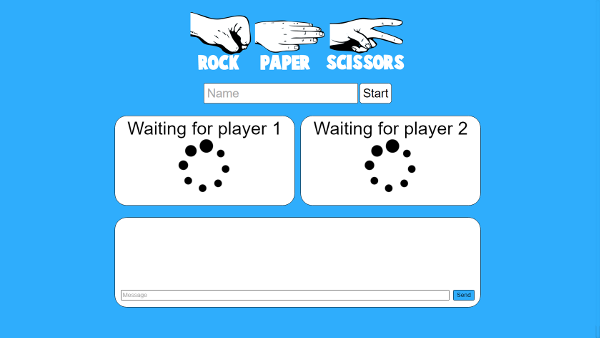 ROCK PAPER SCISSORS
Name Start
Waiting for player 1 Waiting for player 2
Message Send